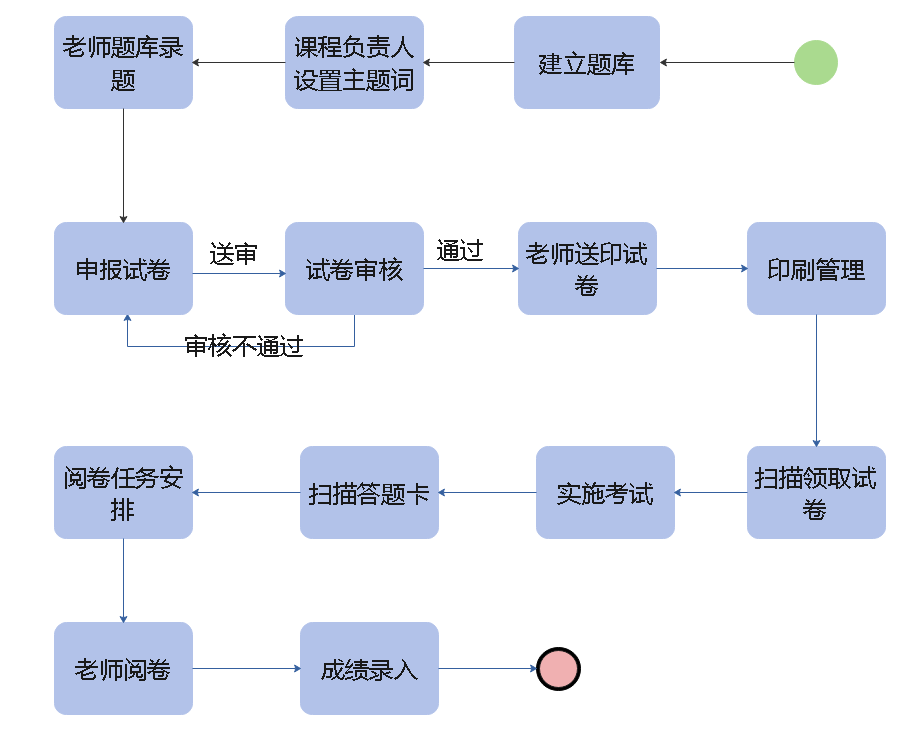 老师题库录
题
课程负责人
设置主题词
建立题库
申报试卷
送审
试卷审核
通过
老师送印试
卷
印刷管理
审核不通过
阅卷任务安
排
扫描答题卡
实施考试
扫描领取试
卷
老师阅卷
成绩录入